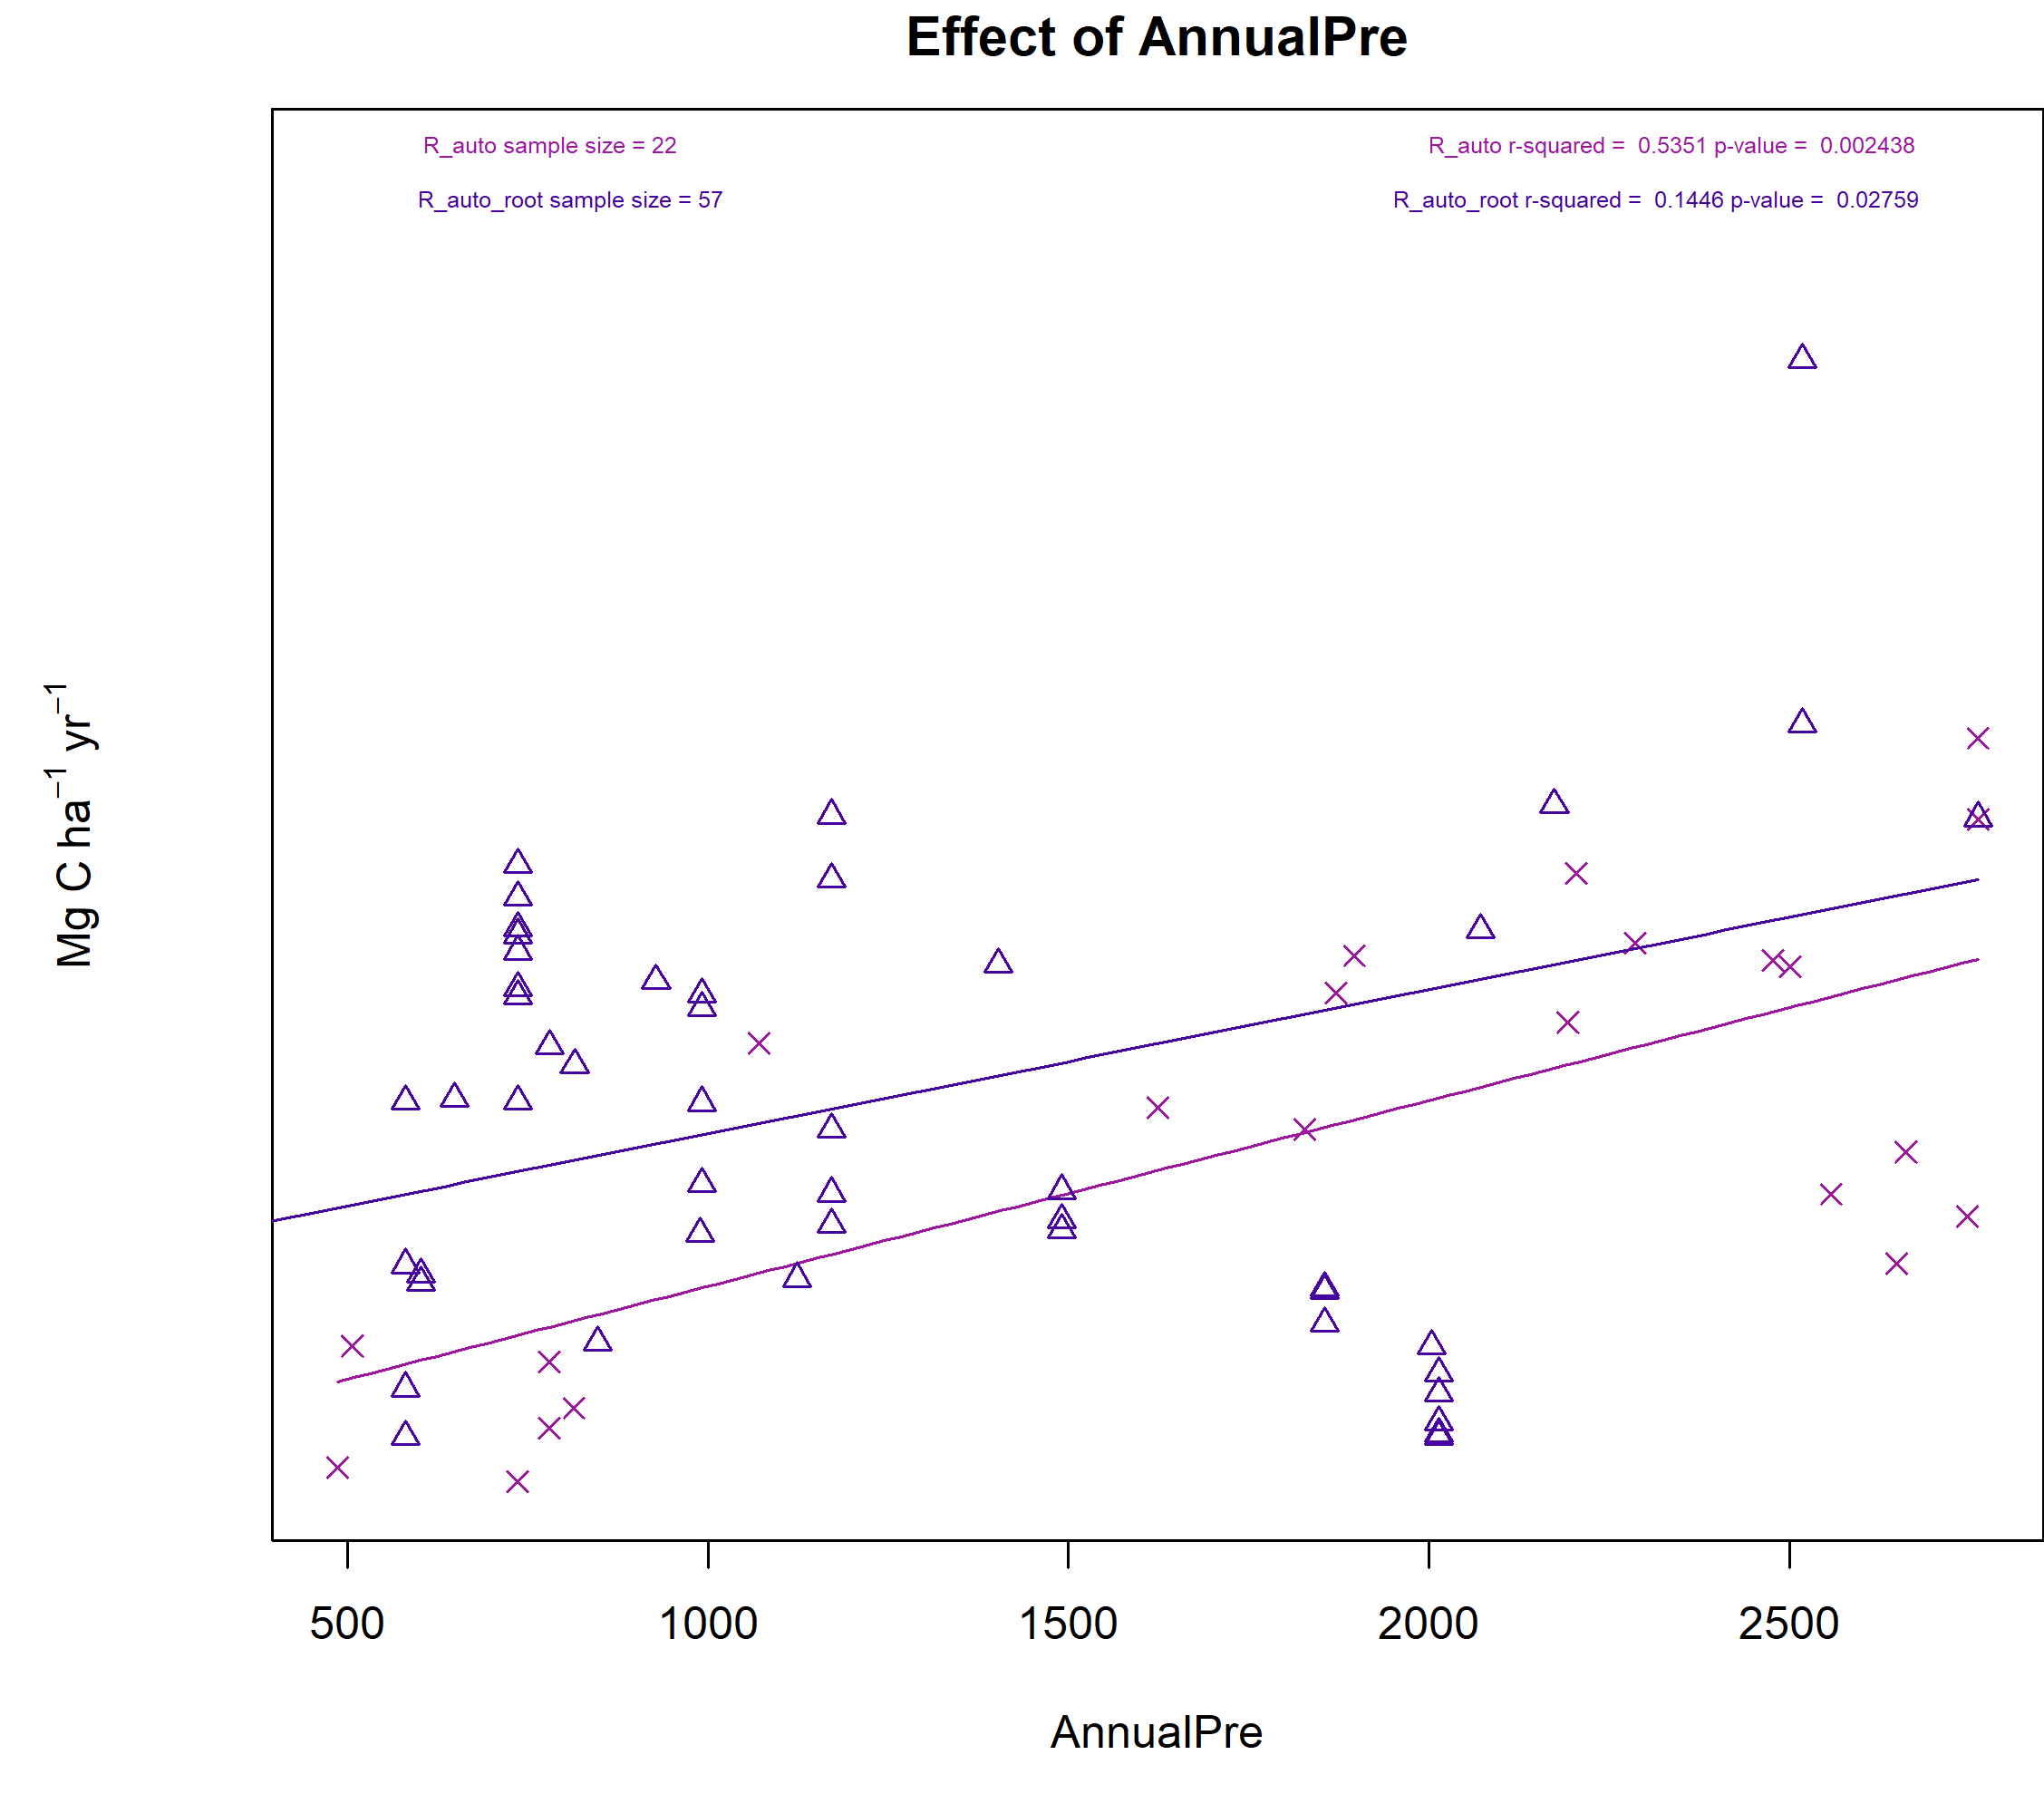 Effect of AnnualPre
R_auto sample size = 22
R_auto r-squared =  0.5351 p-value =  0.002438
R_auto_root sample size = 57
R_auto_root r-squared =  0.1446 p-value =  0.02759
Mg C ha⁻¹ yr⁻¹
500 1000 1500 2000 2500
AnnualPre